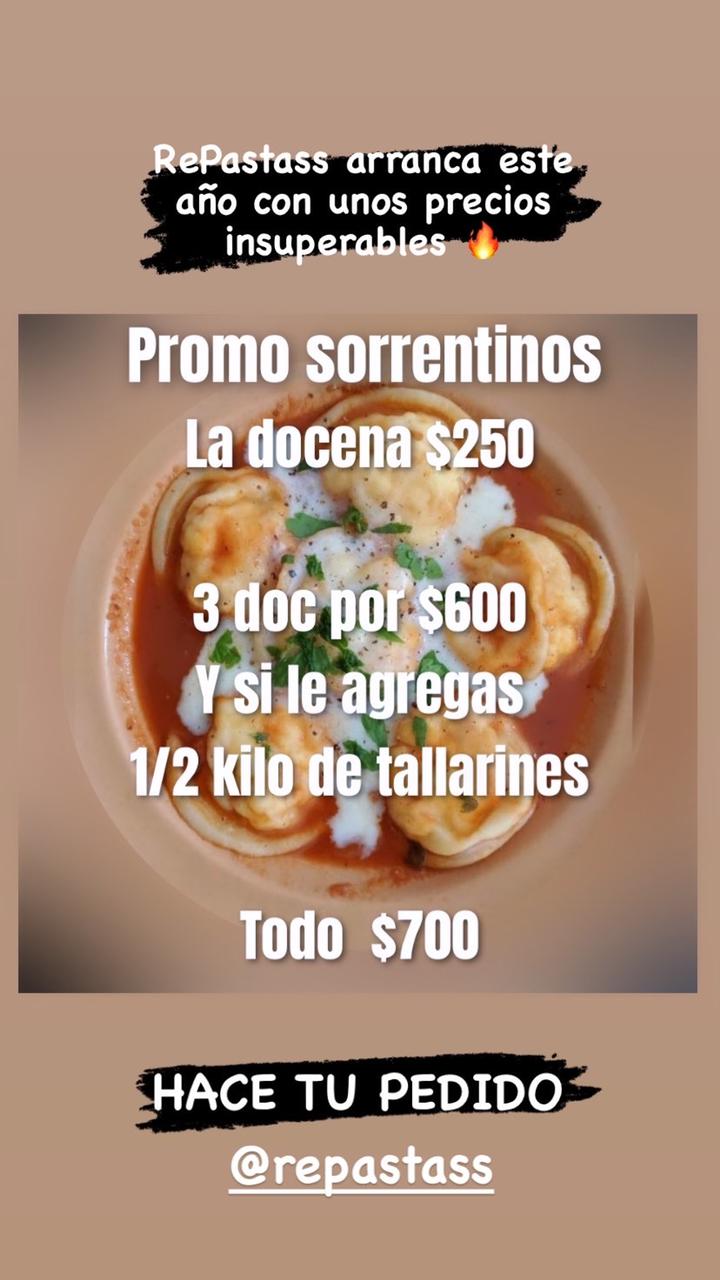 RePastass arranca este
año con unos precios
insuperables 🔥
Promo sorrentinos
La docena $250
3 doc por $600
Y si le agregas
1/2 kilo de tallarines
Todo $700
HACE TU PEDIDO
@repastass